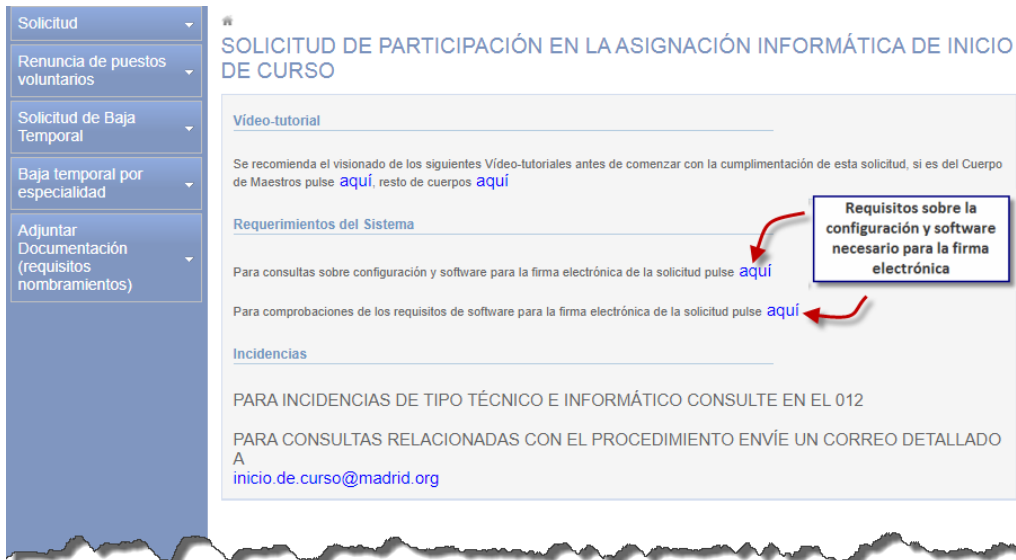 Solicitud
Renuncia de puestos
voluntarios
Solicitud de Baja
Temporal
Baja temporal por
especialidad
Adjuntar
Documentación
(requisitos
nombramientos)
SOLICITUD DE PARTICIPACIÓN EN LA ASIGNACIÓN INFORMÁTICA DE INICIO
DE CURSO
Vídeo-tutorial
Se recomienda el visionado de los siguientes Vídeo-tutoriales antes de comenzar con la cumplimentación de esta solicitud, si es del Cuerpo
de Maestros pulse aquí, resto de cuerpos aquí
Requerimientos del Sistema
Para consultas sobre configuración y software para la firma electrónica de la solicitud pulse aquí
Para comprobaciones de los requisitos de software para la firma electrónica de la solicitud pulse aquí
Requisitos sobre la
configuración y software
necesario para la firma
electrónica
Incidencias
PARA INCIDENCIAS DE TIPO TÉCNICO E INFORMÁTICO CONSULTE EN EL 012
PARA CONSULTAS RELACIONADAS CON EL PROCEDIMIENTO ENVÍE UN CORREO DETALLADO
A
inicio.de.curso@madrid.org